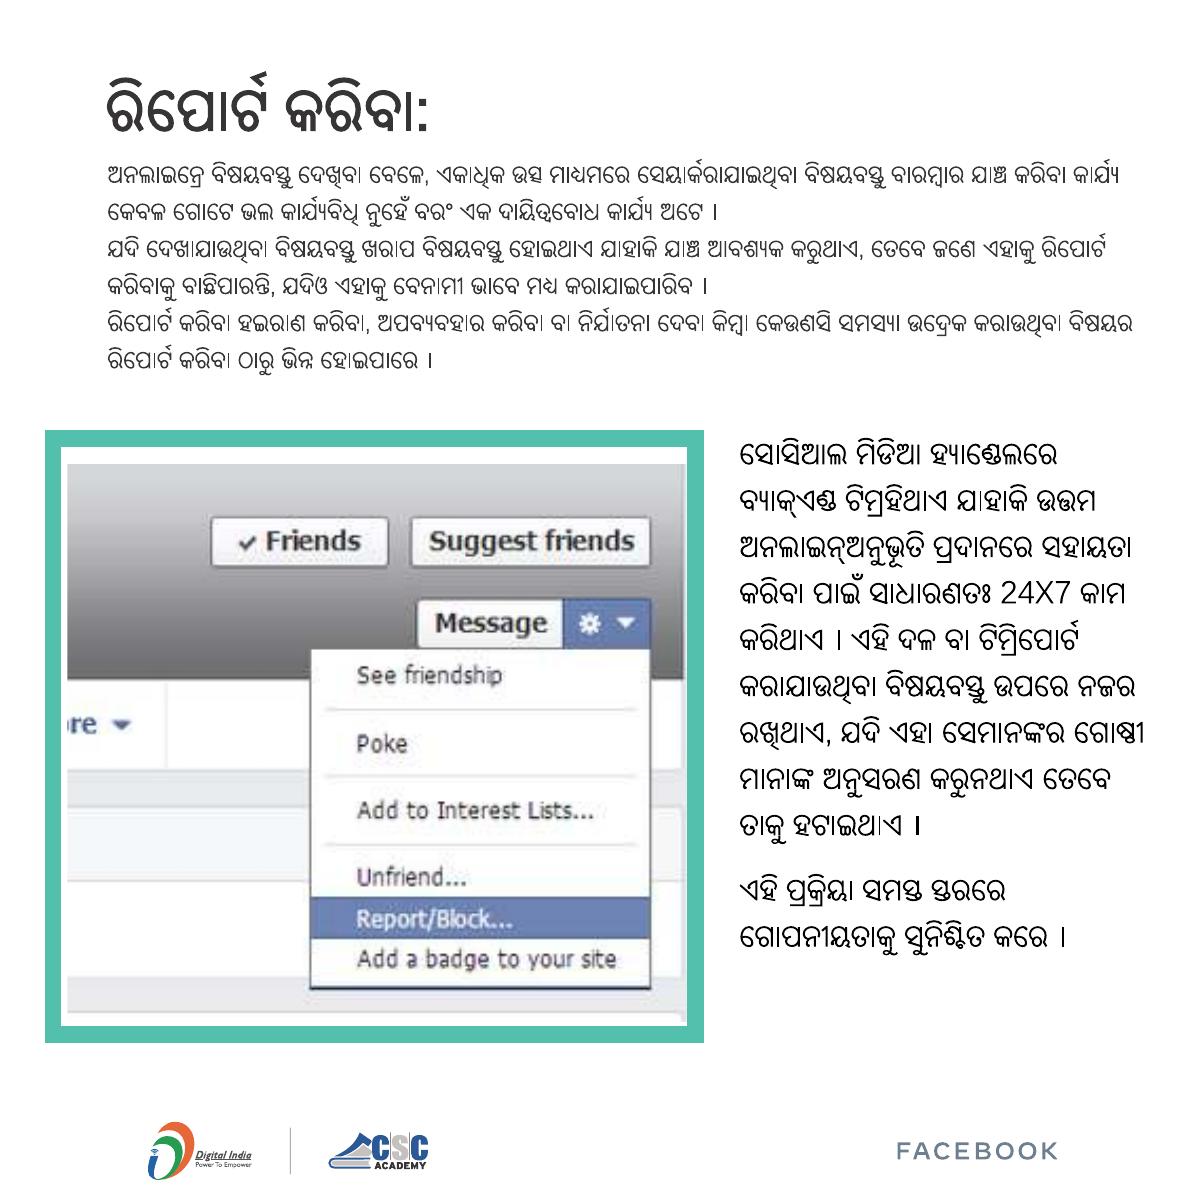 ରିପୋର୍ଟ କରିବା:
ଅନଲାଇନ୍ରେ ବିଷୟବସ୍ତୁ ଦେଖିବା ବେଳେ, ଏକାଧିକ ଉତ୍ସ ମାଧ୍ୟମରେ ସେୟାର୍କରାଯାଇଥିବା ବିଷୟବସ୍ତୁ ବାରମ୍ବାର ଯାଞ୍ଚ କରିବା କାର୍ଯ୍ୟ
କେବଳ ଗୋଟେ ଭଲ କାର୍ଯ୍ୟବିଧି ନୁହେଁ ବରଂ ଏକ ଦାୟିତ୍ୱବୋଧ କାର୍ଯ୍ୟ ଅଟେ ।
ଯଦି ଦେଖାଯାଉଥିବା ବିଷୟବସ୍ତୁ ଖରାପ ବିଷୟବସ୍ତୁ ହୋଇଥାଏ ଯାହାକି ଯାଞ୍ଚ ଆବଶ୍ୟକ କରୁଥାଏ, ତେବେ ଜଣେ ଏହାକୁ ରିପୋର୍ଟ
କରିବାକୁ ବାଛିପାରନ୍ତି, ଯଦିଓ ଏହାକୁ ବେନାମୀ ଭାବେ ମଧ୍ୟ କରାଯାଇପାରିବ ।
ରିପୋର୍ଟ କରିବା ହଇରାଣ କରିବା, ଅପବ୍ୟବହାର କରିବା ବା ନିର୍ଯାତନା ଦେବା କିମ୍ବା କେଉଣସି ସମସ୍ୟା ଉଦ୍ରେକ କରାଉଥିବା ବିଷୟର
ରିପୋର୍ଟ କରିବା ଠାରୁ ଭିନ୍ନ ହୋଇପାରେ ।
✓ Friends
Suggest friends
Message
See friendship
re
Poke
Add to Interest Lists...
Unfriend...
Report/Block...
Add a badge to your site
ସୋସିଆଲ ମିଡିଆ ହ୍ୟାଣ୍ଡେଲରେ
ବ୍ୟାକ୍ଏଣ୍ଡ ଟିମ୍ରହିଥାଏ ଯାହାକି ଉତ୍ତମ
ଅନଲାଇନ୍ଅନୁଭୂତି ପ୍ରଦାନରେ ସହାୟତା
କରିବା ପାଇଁ ସାଧାରଣତଃ 24X7 କାମ
କରିଥାଏ । ଏହି ଦଳ ବା ଟିମ୍ରିପୋର୍ଟ
କରାଯାଉଥିବା ବିଷୟବସ୍ତୁ ଉପରେ ନଜର
ରଖିଥାଏ, ଯଦି ଏହା ସେମାନଙ୍କର ଗୋଷ୍ଠୀ
ମାନାଙ୍କ ଅନୁସରଣ କରୁନଥାଏ ତେବେ
ତାକୁ ହଟାଇଥାଏ ।
ଏହି ପ୍ରକ୍ରିୟା ସମସ୍ତ ସ୍ତରରେ
ଗୋପନୀୟତାକୁ ସୁନିଶ୍ଚିତ କରେ ।
Digital India
Power To Empower
CSC
ACADEMY
FACEBOOK